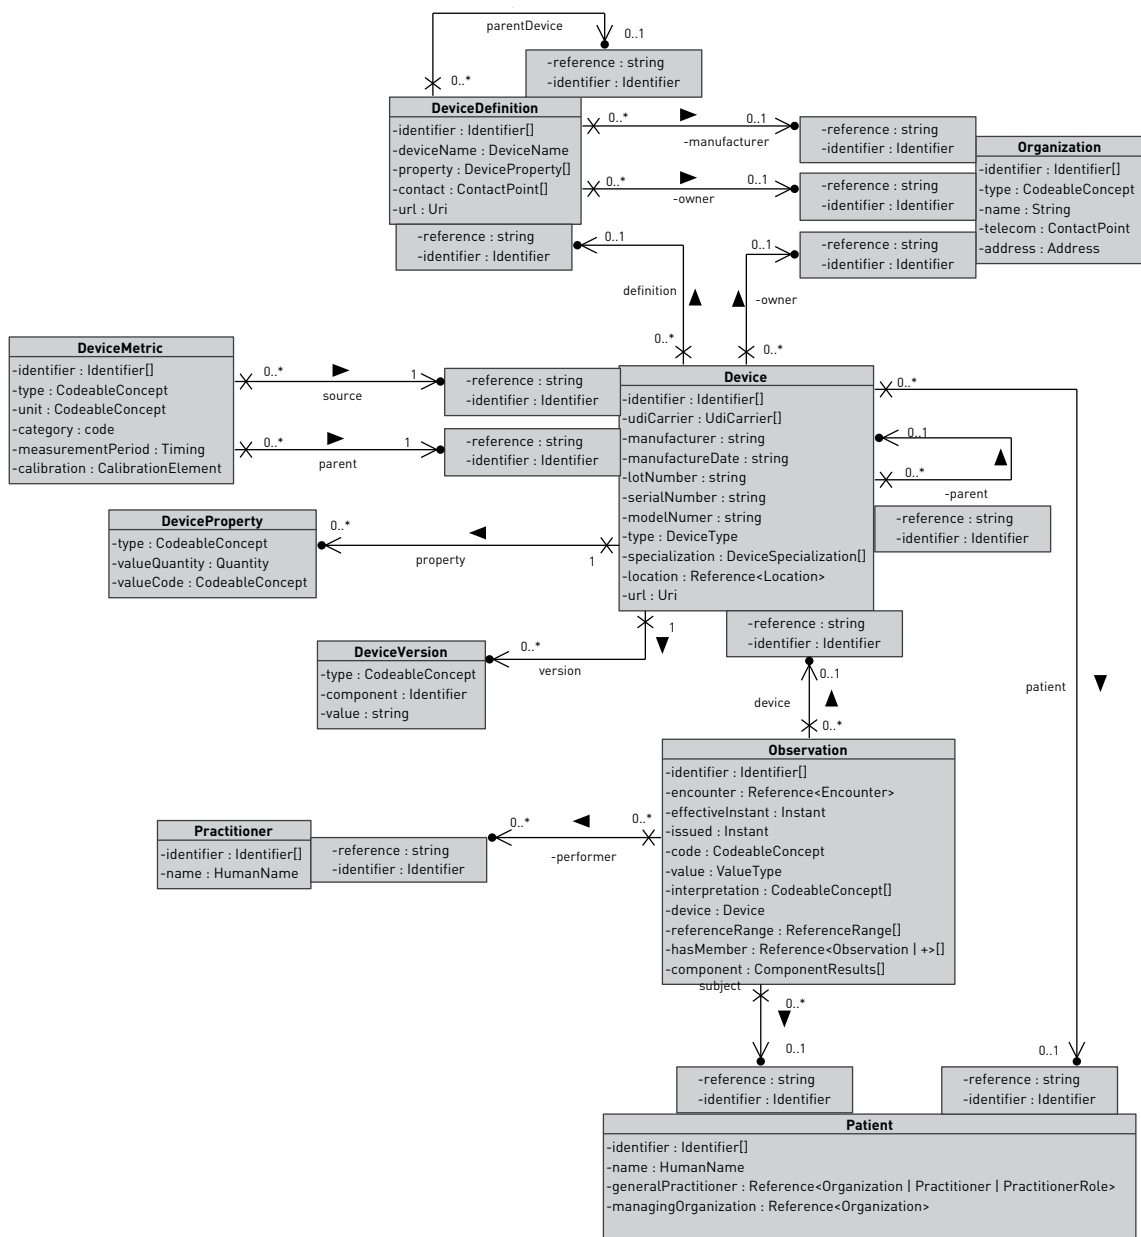 parentDevice
0..1
0..*
-reference : string
-identifier : Identifier
DeviceDefinition
-identifier : Identifier[]
-deviceName : DeviceName
-property : DeviceProperty[]
-contact : ContactPoint[]
-url : Uri
-reference : string
-identifier : Identifier
0..*
0..1
-manufacturer
-reference : string
-identifier : Identifier
0..*
0..1
-owner
-reference : string
-identifier : Identifier
Organization
-identifier : Identifier[]
-type : CodeableConcept
-name : String
-telecom : ContactPoint
-address : Address
0..1
definition
0..*
0..1
-owner
0..*
-reference : string
-identifier : Identifier
DeviceMetric
-identifier : Identifier[]
-type : CodeableConcept
-unit : CodeableConcept
-category : code
-measurementPeriod : Timing
-calibration : CalibrationElement
0..*
1
source
-reference : string
-identifier : Identifier
0..*
1
parent
-reference : string
-identifier : Identifier
Device
-identifier : Identifier[]
-udiCarrier : UdiCarrier[]
-manufacturer : string
-manufactureDate : string
-lotNumber : string
-serialNumber : string
-modelNumer : string
-type : DeviceType
-specialization : DeviceSpecialization[]
-location : Reference<Location>
-url : Uri
0..*
0..1
0..*
-parent
-reference : string
-identifier : Identifier
DeviceProperty
-type : CodeableConcept
-valueQuantity : Quantity
-valueCode : CodeableConcept
0..*
property
1
DeviceVersion
-type : CodeableConcept
-component : Identifier
-value : string
0..*
version
1
-reference : string
-identifier : Identifier
0..1
device
0..*
patient
Observation
-identifier : Identifier[]
-encounter : Reference<Encounter>
-effectiveInstant : Instant
-issued : Instant
-code : CodeableConcept
-value : ValueType
-interpretation : CodeableConcept[]
-device : Device
-referenceRange : ReferenceRange[]
-hasMember : Reference<Observation | +>[]
-component : ComponentResults[]
Practitioner
-identifier : Identifier[]
-name : HumanName
-reference : string
-identifier : Identifier
0..*
0..*
-performer
subject
0..*
0..1
0..1
-reference : string
-identifier : Identifier
-reference : string
-identifier : Identifier
Patient
-identifier : Identifier[]
-name : HumanName
-generalPractitioner : Reference<Organization | Practitioner | PractitionerRole>
-managingOrganization : Reference<Organization>